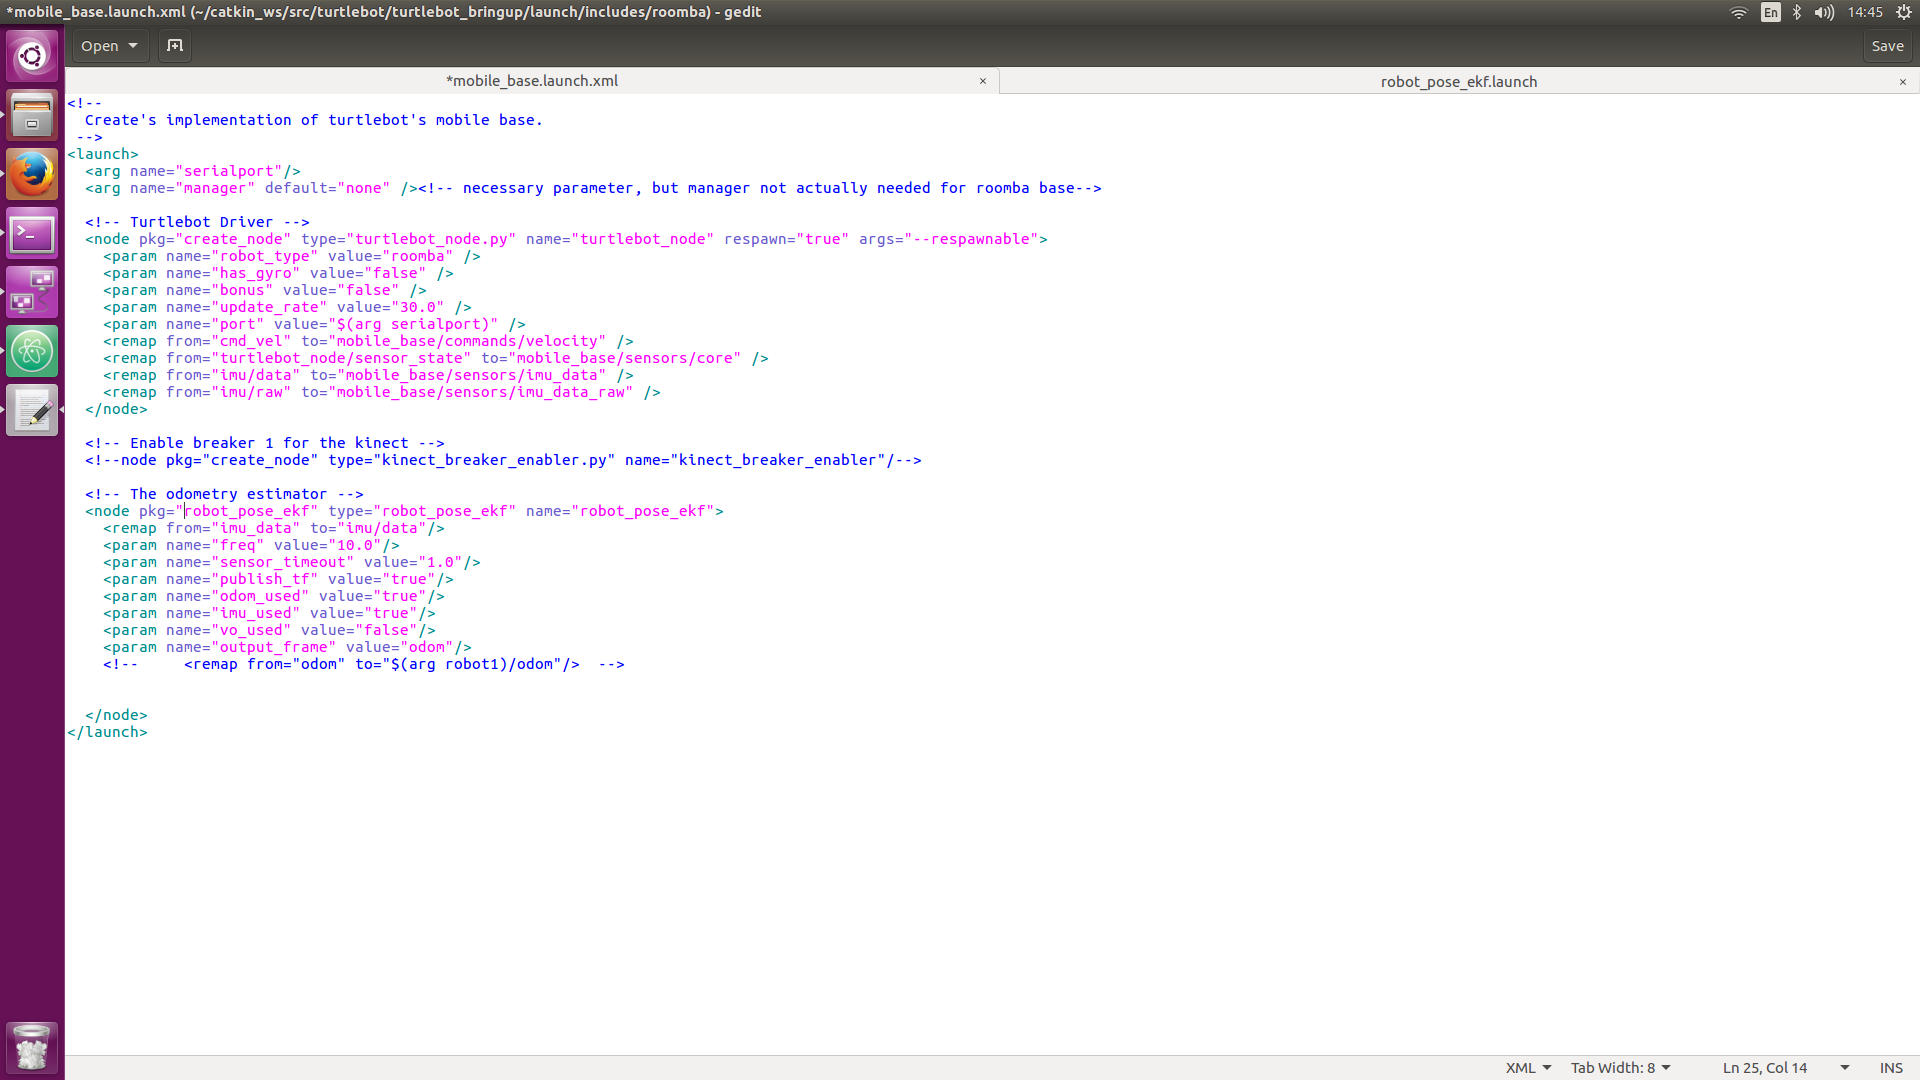 *mobile_base.launch.xml (~/catkin_ws/src/turtlebot/turtlebot_bringup/launch/includes/roomba) - gedit
En
14:45
Open
Save
*mobile_base.launch.xml
×
robot_pose_ekf.launch
×
<!--
  Create's implementation of turtlebot's mobile base.
 -->
<launch>
  <arg name="serialport"/>
  <arg name="manager" default="none" /><!-- necessary parameter, but manager not actually needed for roomba base-->

  <!-- Turtlebot Driver -->
  <node pkg="create_node" type="turtlebot_node.py" name="turtlebot_node" respawn="true" args="--respawnable">
    <param name="robot_type" value="roomba" />
    <param name="has_gyro" value="false" />
    <param name="bonus" value="false" />
    <param name="update_rate" value="30.0" />
    <param name="port" value="$(arg serialport)" />
    <remap from="cmd_vel" to="mobile_base/commands/velocity" />
    <remap from="turtlebot_node/sensor_state" to="mobile_base/sensors/core" />
    <remap from="imu/data" to="mobile_base/sensors/imu_data" />
    <remap from="imu/raw" to="mobile_base/sensors/imu_data_raw" />
  </node>

  <!-- Enable breaker 1 for the kinect -->
  <!--node pkg="create_node" type="kinect_breaker_enabler.py" name="kinect_breaker_enabler"/-->

  <!-- The odometry estimator -->
  <node pkg="robot_pose_ekf" type="robot_pose_ekf" name="robot_pose_ekf">
    <remap from="imu_data" to="imu/data"/>
    <param name="freq" value="10.0"/>
    <param name="sensor_timeout" value="1.0"/>
    <param name="publish_tf" value="true"/>
    <param name="odom_used" value="true"/>
    <param name="imu_used" value="true"/>
    <param name="vo_used" value="false"/>
    <param name="output_frame" value="odom"/>
    <!--     <remap from="odom" to="$(arg robot1)/odom"/>  -->

  </node>
</launch>
XML
Tab Width: 8
Ln 25, Col 14
INS